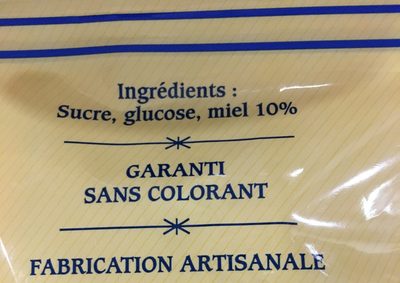 Ingrédients :
Sucre, glucose, miel 10%
GARANTI
SANS COLORANT
FABRICATION ARTISANALE